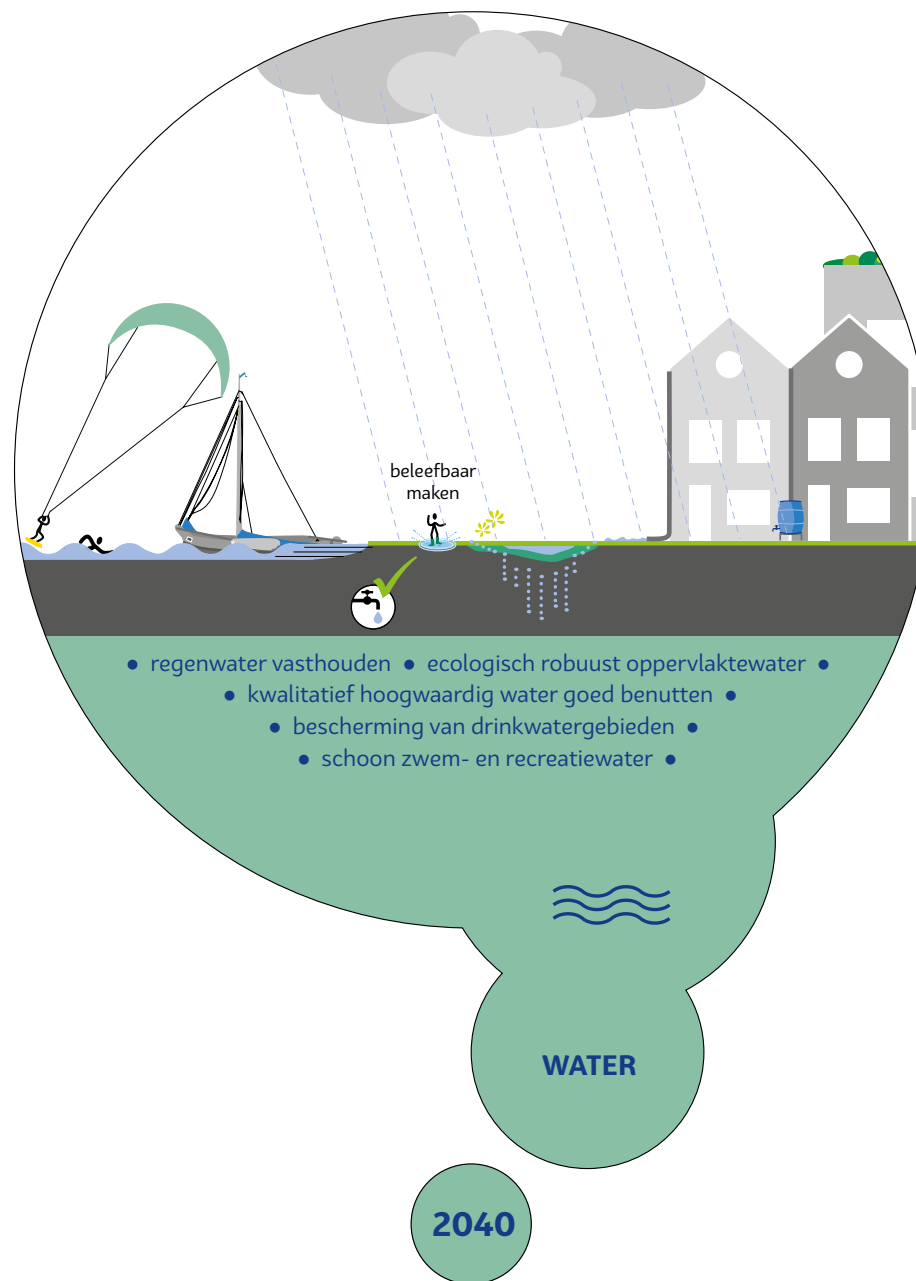 beleefbaar
maken
• regenwater vasthouden • ecologisch robuust oppervlaktewater •
• kwalitatief hoogwaardig water goed benutten •
• bescherming van drinkwatergebieden •
• schoon zwem- en recreatiewater •
WATER
2040